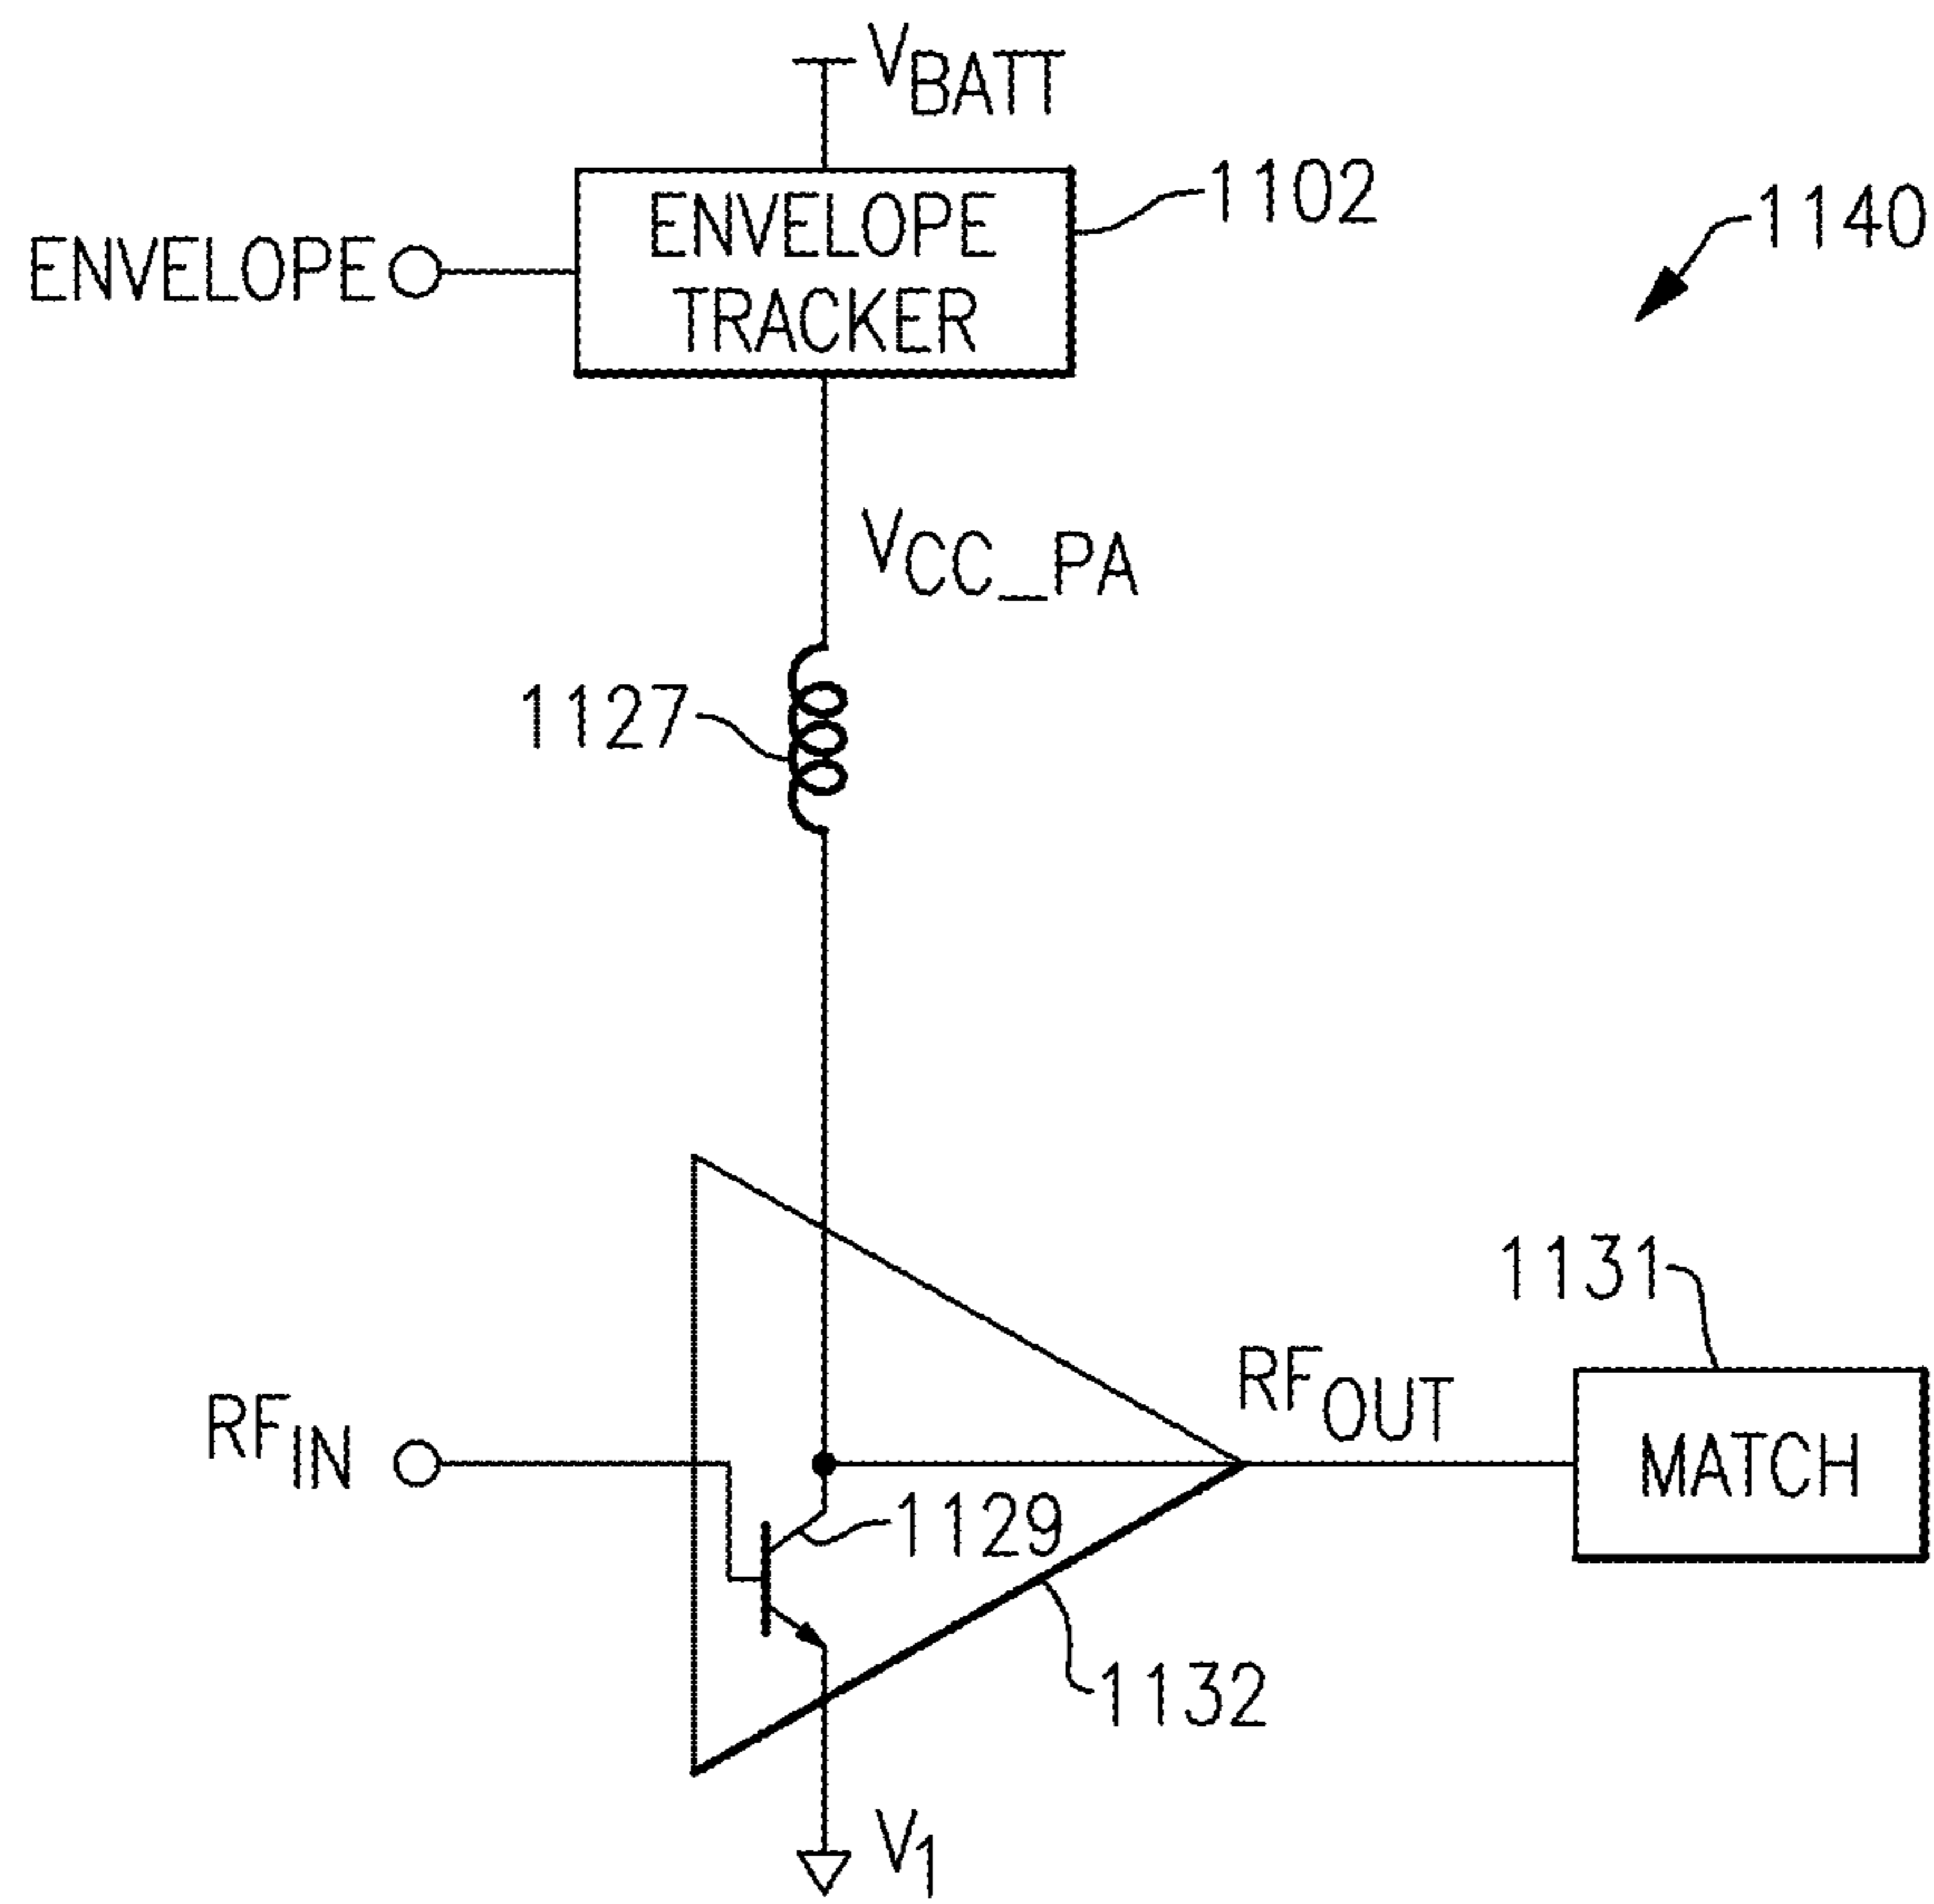 VBATT
ENVELOPE
ENVELOPE
TRACKER
1102
1140
VCC_PA
1127
1131
RFIN
RFOUT
MATCH
1129
1132
V1